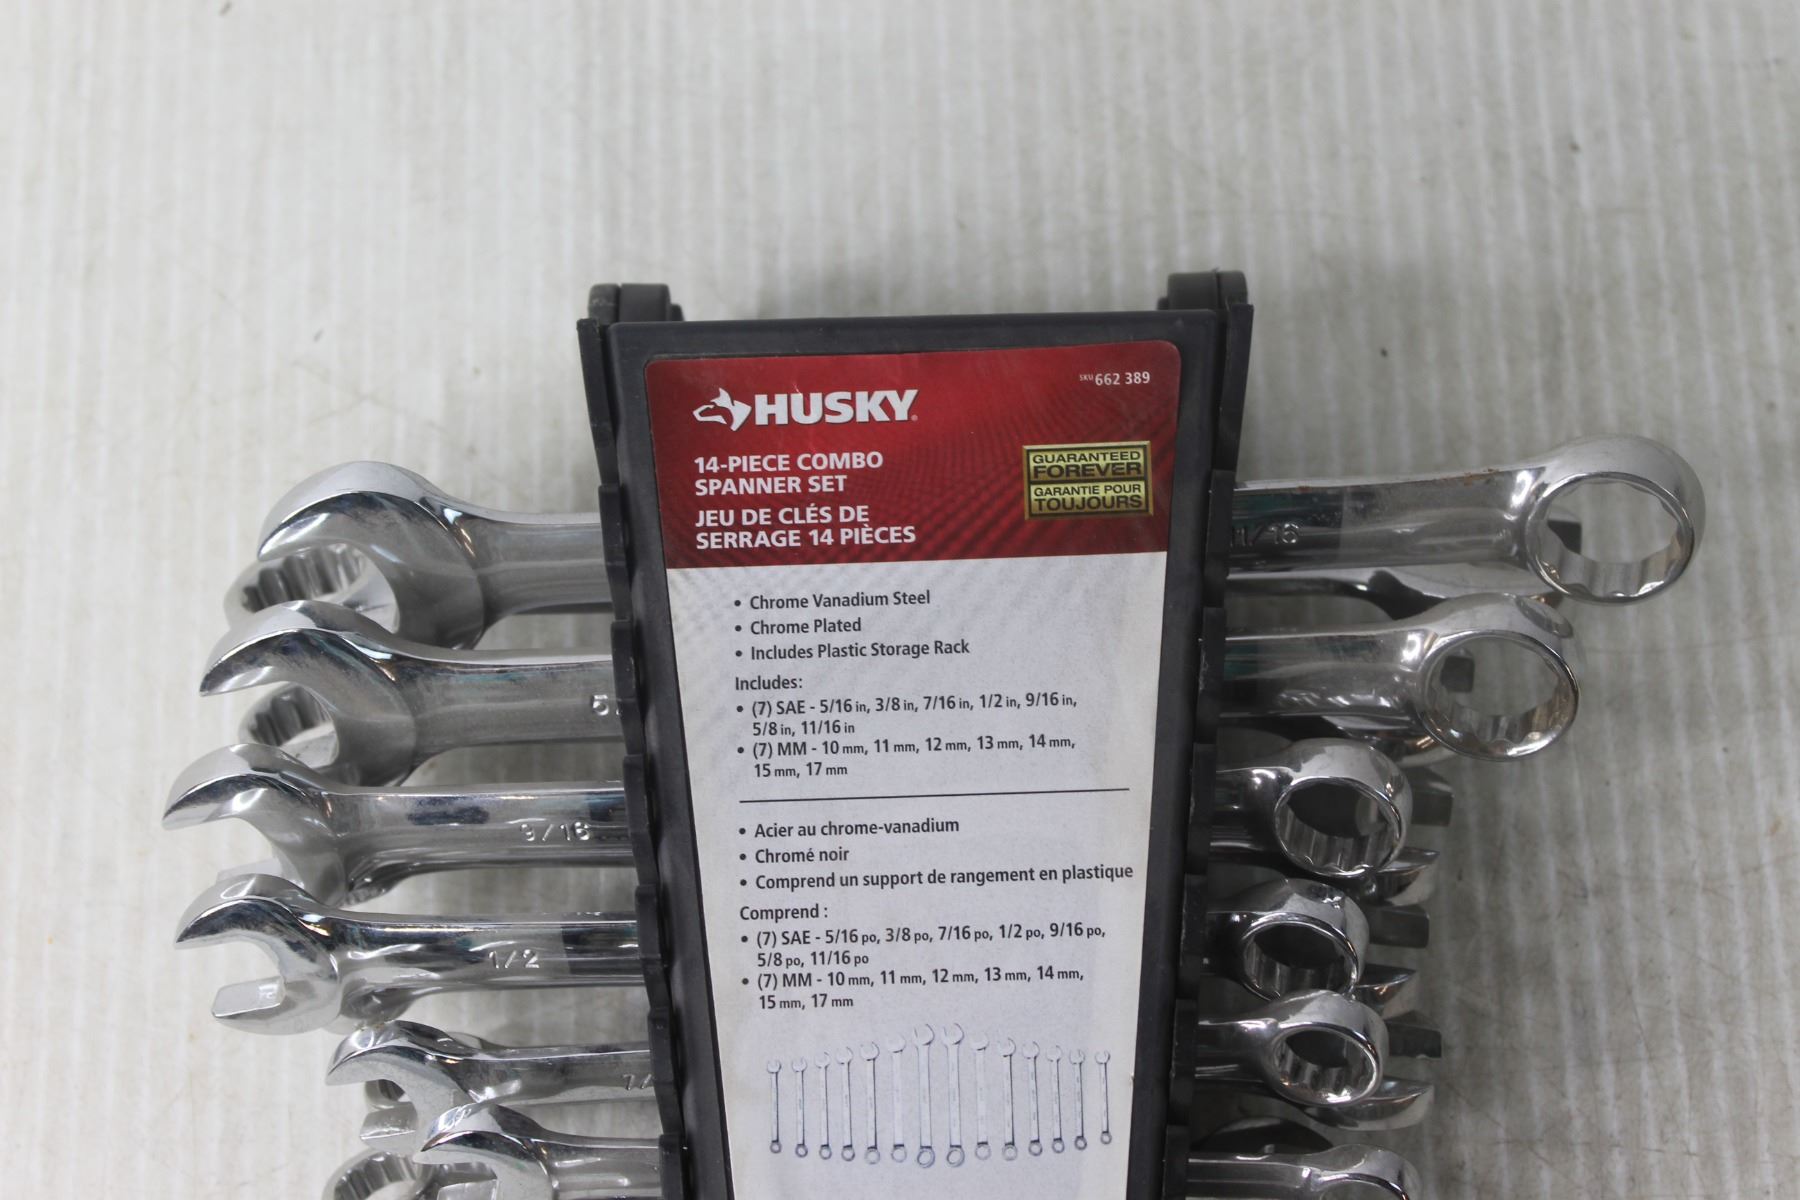 HUSKY
SKU 662 389
14-PIECE COMBO
SPANNER SET
JEU DE CLÉS DE
SERRAGE 14 PIÈCES
GUARANTEED
FOREVER
GARANTIE POUR
TOUJOURS
• Chrome Vanadium Steel
• Chrome Plated
• Includes Plastic Storage Rack
Includes:
• (7) SAE - 5/16 in, 3/8 in, 7/16 in, 1/2 in, 9/16 in,
5/8 in, 11/16 in
• (7) MM - 10 mm, 11 mm, 12 mm, 13 mm, 14 mm,
15 mm, 17 mm
• Acier au chrome-vanadium
• Chromé noir
• Comprend un support de rangement en plastique
Comprend :
• (7) SAE - 5/16 po, 3/8 po, 7/16 po, 1/2 po, 9/16 po,
5/8 po, 11/16 po
• (7) MM - 10 mm, 11 mm, 12 mm, 13 mm, 14 mm,
15 mm, 17 mm
11/16
5/
9/16
1/2
7/